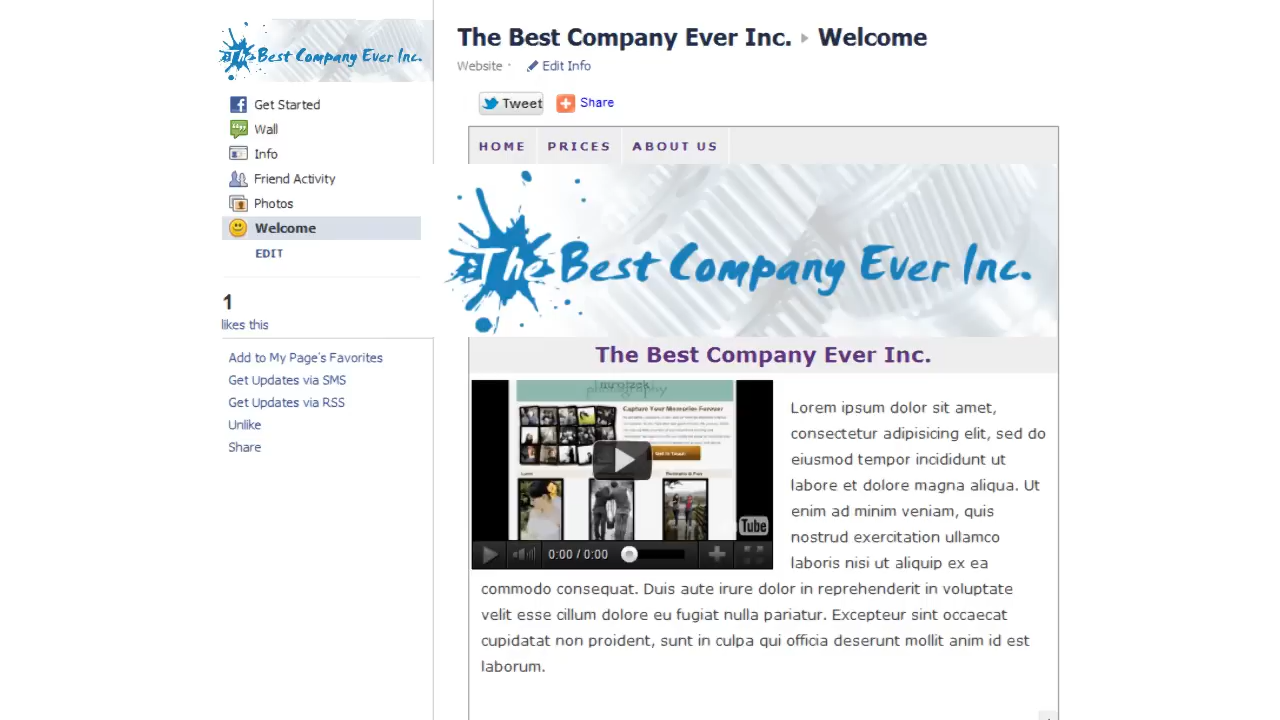 The Best Company Ever Inc.
Get Started
Wall
Info
Friend Activity
Photos
Welcome
EDIT
1
likes this
Add to My Page's Favorites
Get Updates via SMS
Get Updates via RSS
Unlike
Share
The Best Company Ever Inc. Welcome
Website · Edit Info
Tweet Share
HOME PRICES ABOUT US
The Best Company Ever Inc.
The Best Company Ever Inc.
photography
Capture Your Memories Forever
Get In Touch
Tube
0:00 / 0:00
Lorem ipsum dolor sit amet,
consectetur adipisicing elit, sed do
eiusmod tempor incididunt ut
labore et dolore magna aliqua. Ut
enim ad minim veniam, quis
nostrud exercitation ullamco
laboris nisi ut aliquip ex ea
commodo consequat. Duis aute irure dolor in reprehenderit in voluptate
velit esse cillum dolore eu fugiat nulla pariatur. Excepteur sint occaecat
cupidatat non proident, sunt in culpa qui officia deserunt mollit anim id est
laborum.